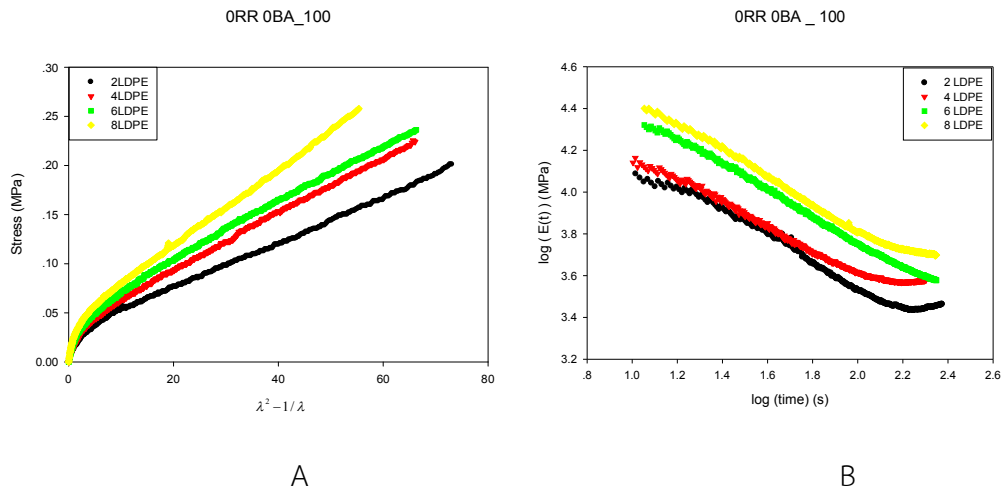 0RR 0BA_100
Stress (MPa)
.30
.25
.20
.15
.10
.05
0.00
2LDPE
4LDPE
6LDPE
8LDPE
0
20
40
60
80
λ² −1/λ
A
0RR 0BA _ 100
log ( E(t) ) (MPa)
4.6
4.4
4.2
4.0
3.8
3.6
3.4
3.2
2 LDPE
4 LDPE
6 LDPE
8 LDPE
.8
1.0
1.2
1.4
1.6
1.8
2.0
2.2
2.4
2.6
log (time) (s)
B